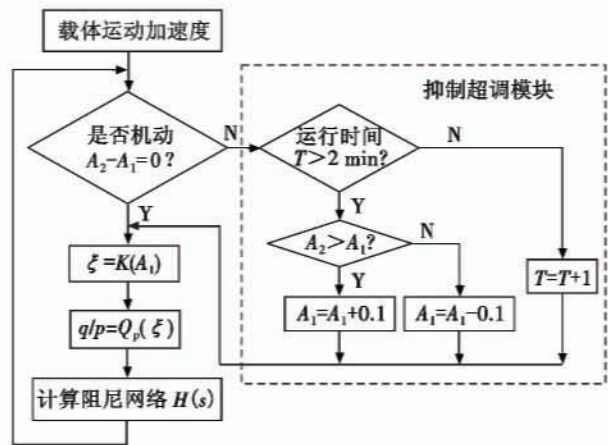 载体运动加速度
抑制超调模块
是否机动
A₂−A₁=0?
N
Y
运行时间
T>2 min?
N
Y
A₂>A₁?
N
Y
ξ=K(A₁)
A₁=A₁+0.1
A₁=A₁−0.1
T=T+1
q/p=Qₚ(ξ)
计算阻尼网络 H(s)